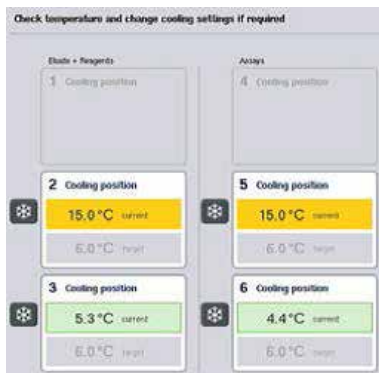 Check temperature and change cooling settings if required
Eluate + Reagents
Assays
1 Cooling position
4 Cooling position
2 Cooling position
15.0 °C current
6.0 °C target
5 Cooling position
15.0 °C current
6.0 °C target
3 Cooling position
5.3 °C current
6.0 °C target
6 Cooling position
4.4 °C current
6.0 °C target